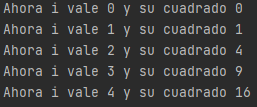 Ahora i vale 0 y su cuadrado 0
Ahora i vale 1 y su cuadrado 1
Ahora i vale 2 y su cuadrado 4
Ahora i vale 3 y su cuadrado 9
Ahora i vale 4 y su cuadrado 16